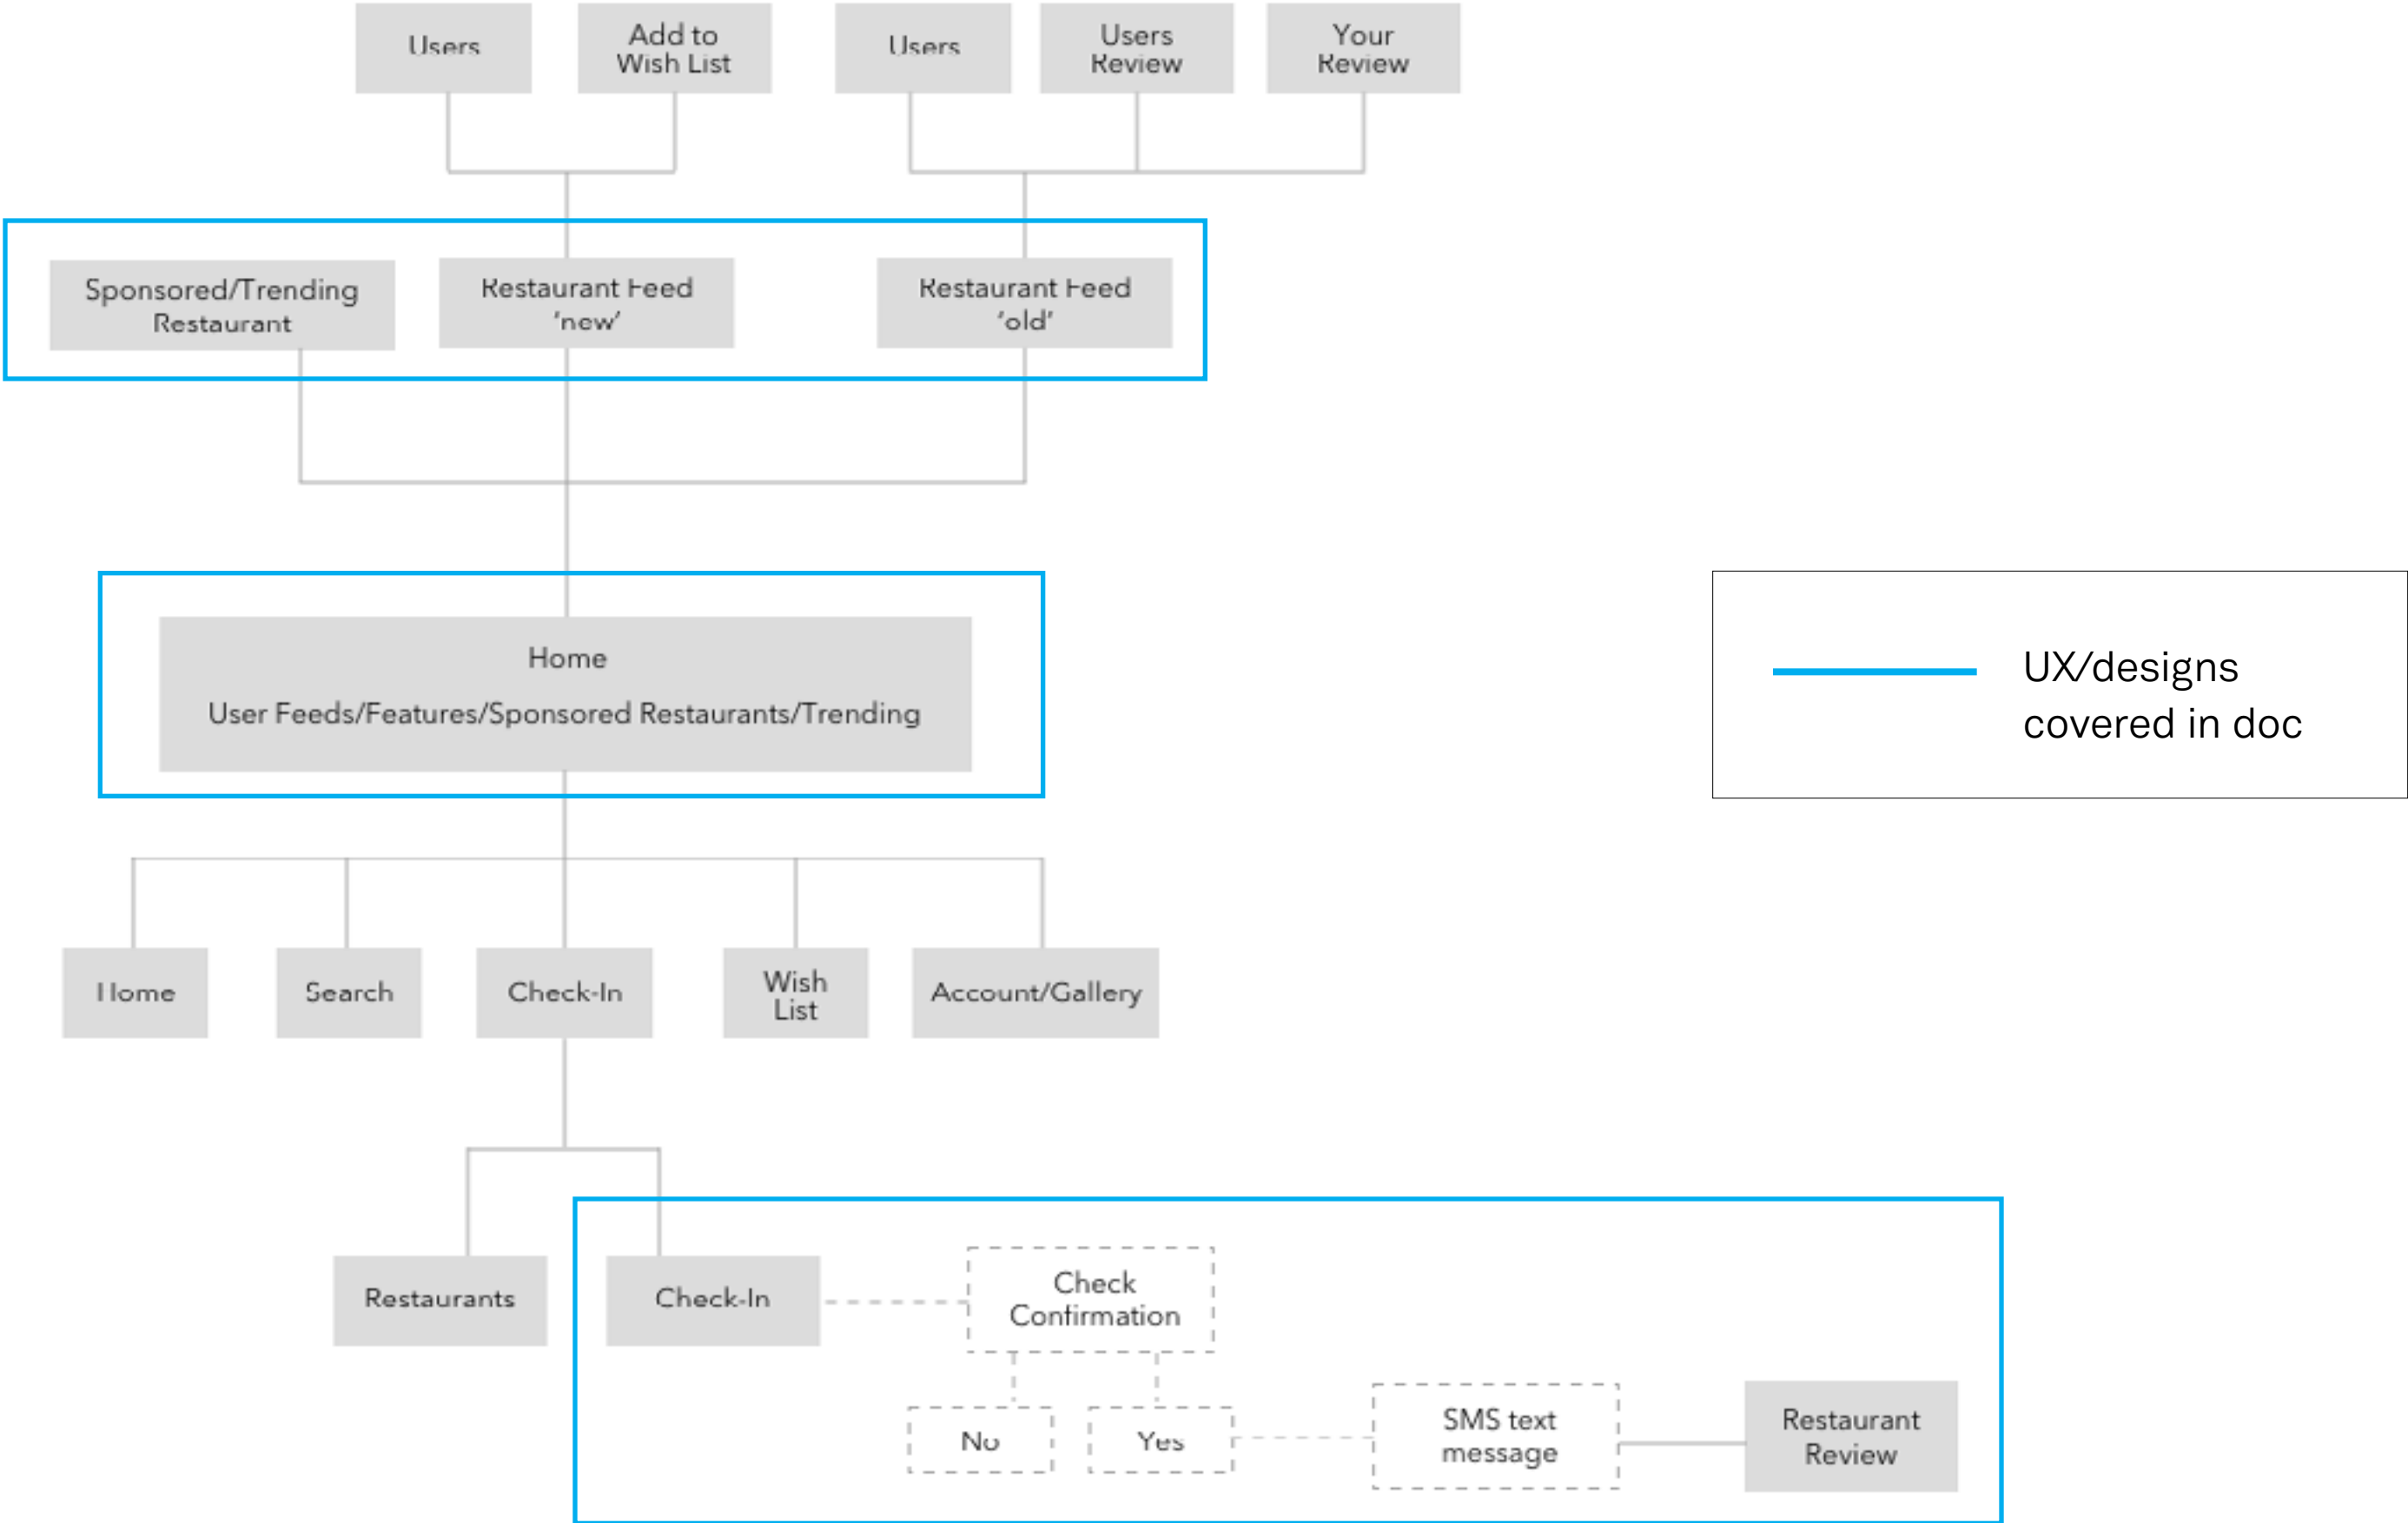 Users
Add to
Wish List
Users
Users
Review
Your
Review
Sponsored/Trending
Restaurant
Restaurant Feed
‘new’
Restaurant Feed
‘old’
Home
User Feeds/Features/Sponsored Restaurants/Trending
UX/designs
covered in doc
Home
Search
Check-In
Wish
List
Account/Gallery
Restaurants
Check-In
Check
Confirmation
No
Yes
SMS text
message
Restaurant
Review